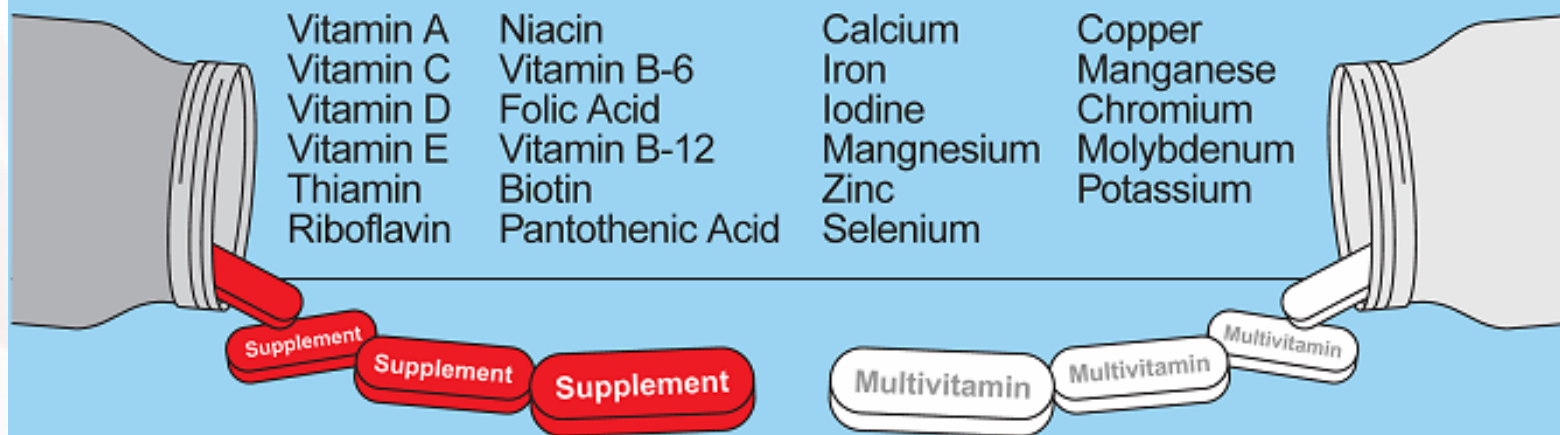 Vitamin A
Vitamin C
Vitamin D
Vitamin E
Thiamin
Riboflavin
Niacin
Vitamin B-6
Folic Acid
Vitamin B-12
Biotin
Pantothenic Acid
Calcium
Iron
Iodine
Mangnesium
Zinc
Selenium
Copper
Manganese
Chromium
Molybdenum
Potassium
Supplement
Supplement
Supplement
Multivitamin
Multivitamin
Multivitamin